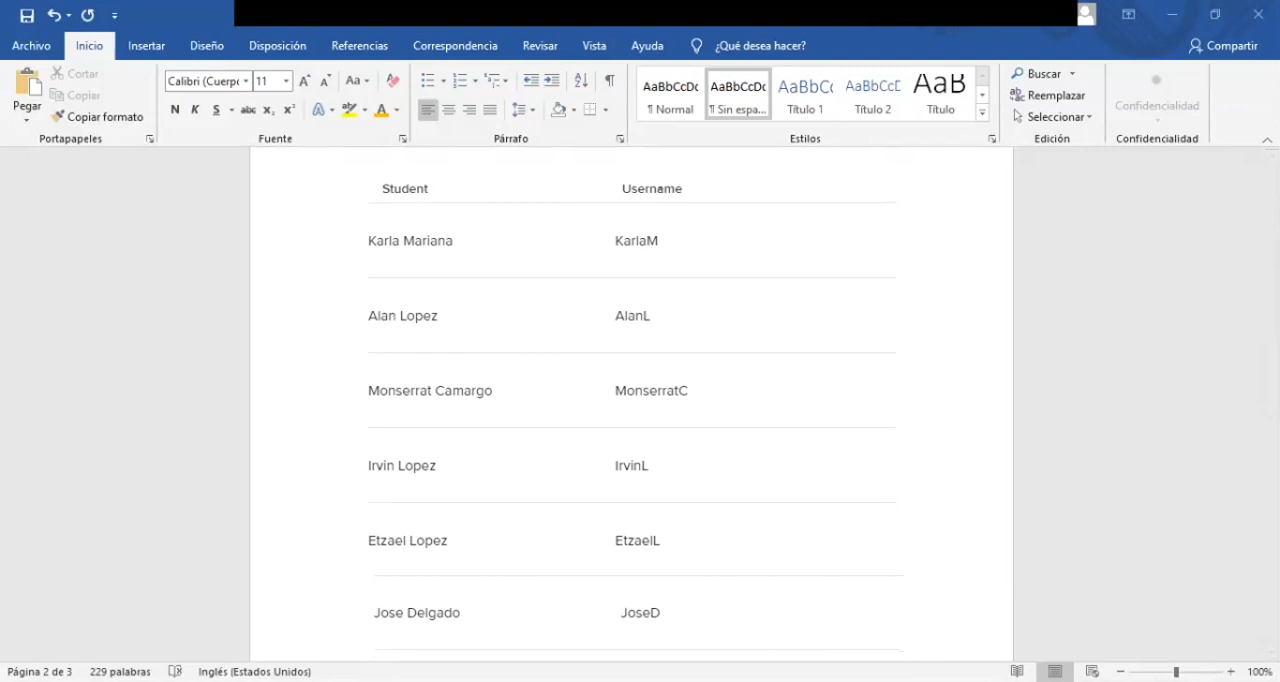 Archivo Inicio Insertar Diseño Disposición Referencias Correspondencia Revisar Vista Ayuda ¿Qué desea hacer? Compartir
Pegar
Cortar
Copiar
Copiar formato
Portapapeles
Calibri (Cuerpo 11
Aa
N K S abc x₂ x² A A
Fuente
Párrafo
AaBbCcDc AaBbCcDc AaBbCc AaBbCcD AaB
¶ Normal ¶ Sin espa... Título 1 Título 2 Título
Estilos
Buscar
Reemplazar
Seleccionar
Edición
Confidencialidad
Confidencialidad
Student Username
Karla Mariana KarlaM
Alan Lopez AlanL
Monserrat Camargo MonserratC
Irvin Lopez IrvinL
Etzael Lopez EtzaelL
Jose Delgado JoseD
Página 2 de 3 229 palabras Inglés (Estados Unidos) 100%